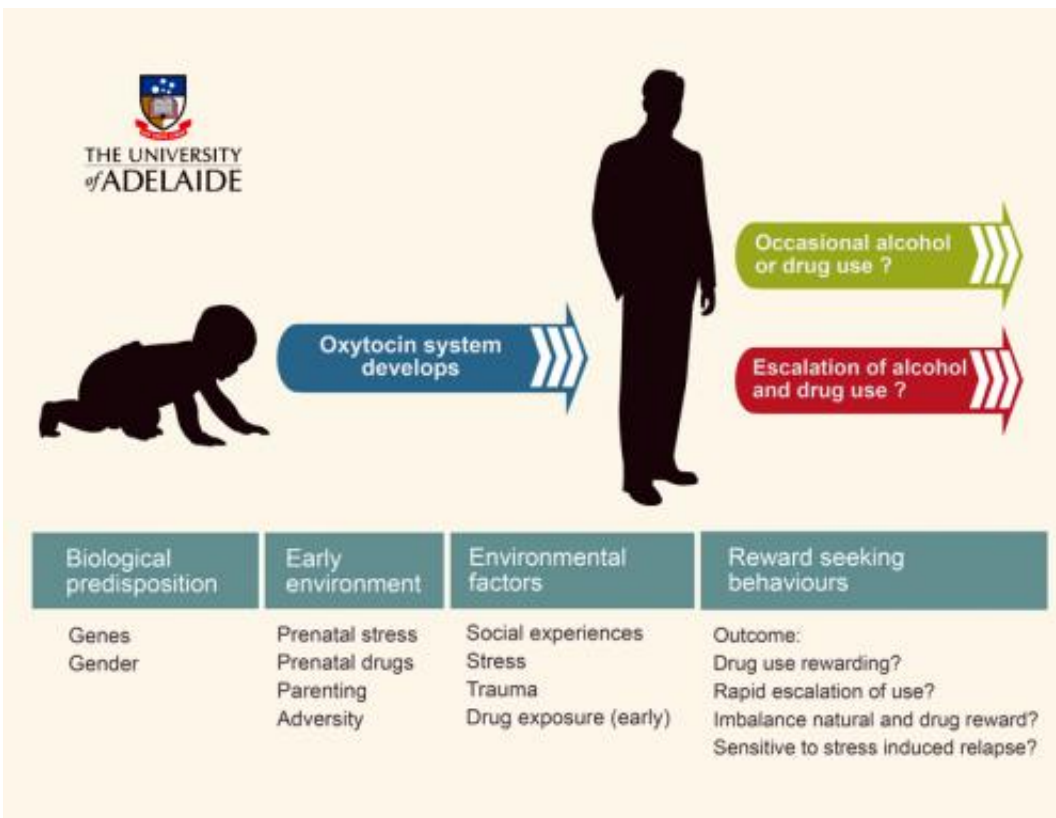 THE UNIVERSITY
of ADELAIDE
Occasional alcohol
or drug use ?
Oxytocin system
develops
Escalation of alcohol
and drug use ?
Biological
predisposition
Genes
Gender
Early
environment
Prenatal stress
Prenatal drugs
Parenting
Adversity
Environmental
factors
Social experiences
Stress
Trauma
Drug exposure (early)
Reward seeking
behaviours
Outcome:
Drug use rewarding?
Rapid escalation of use?
Imbalance natural and drug reward?
Sensitive to stress induced relapse?